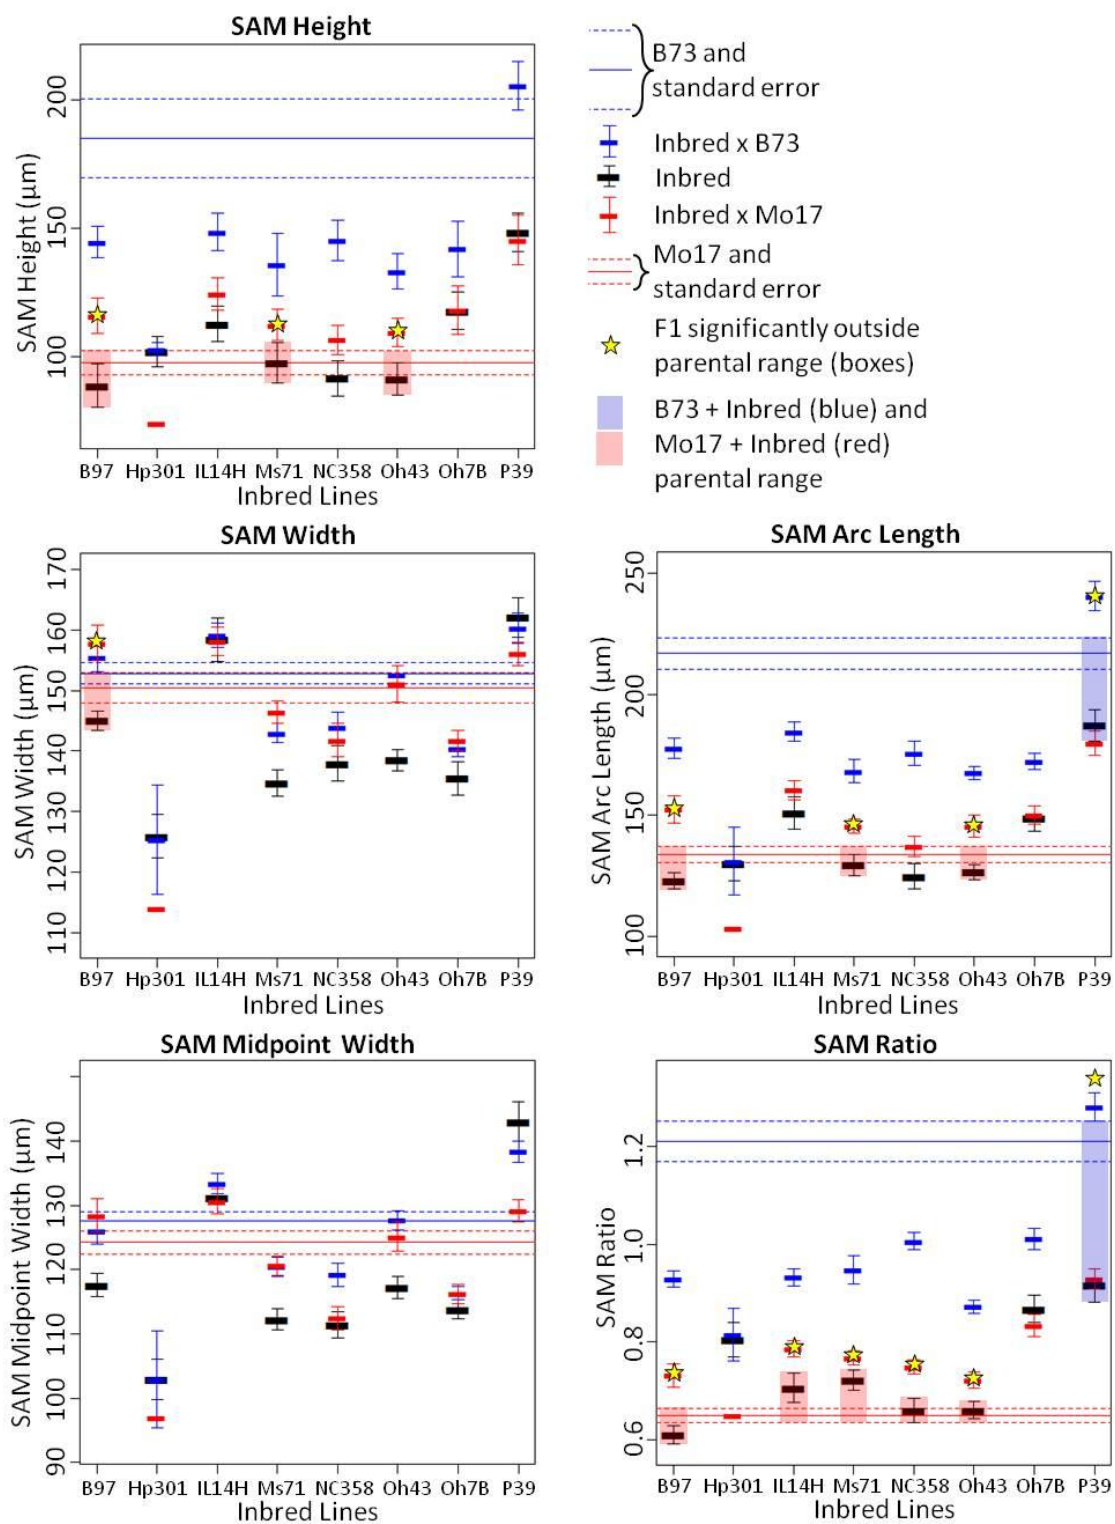 SAM Height
SAM Height (µm)
200
150
100
B97 Hp301 IL14H Ms71 NC358 Oh43 Oh7B P39
Inbred Lines
B73 and
standard error
Inbred x B73
Inbred
Inbred x Mo17
Mo17 and
standard error
F1 significantly outside
parental range (boxes)
B73 + Inbred (blue) and
Mo17 + Inbred (red)
parental range
SAM Width
SAM Width (µm)
170
160
150
140
130
120
110
B97 Hp301 IL14H Ms71 NC358 Oh43 Oh7B P39
Inbred Lines
SAM Arc Length
SAM Arc Length (µm)
250
200
150
100
B97 Hp301 IL14H Ms71 NC358 Oh43 Oh7B P39
Inbred Lines
SAM Midpoint Width
SAM Midpoint Width (µm)
140
130
120
110
100
90
B97 Hp301 IL14H Ms71 NC358 Oh43 Oh7B P39
Inbred Lines
SAM Ratio
SAM Ratio
1.2
1.0
0.8
0.6
B97 Hp301 IL14H Ms71 NC358 Oh43 Oh7B P39
Inbred Lines